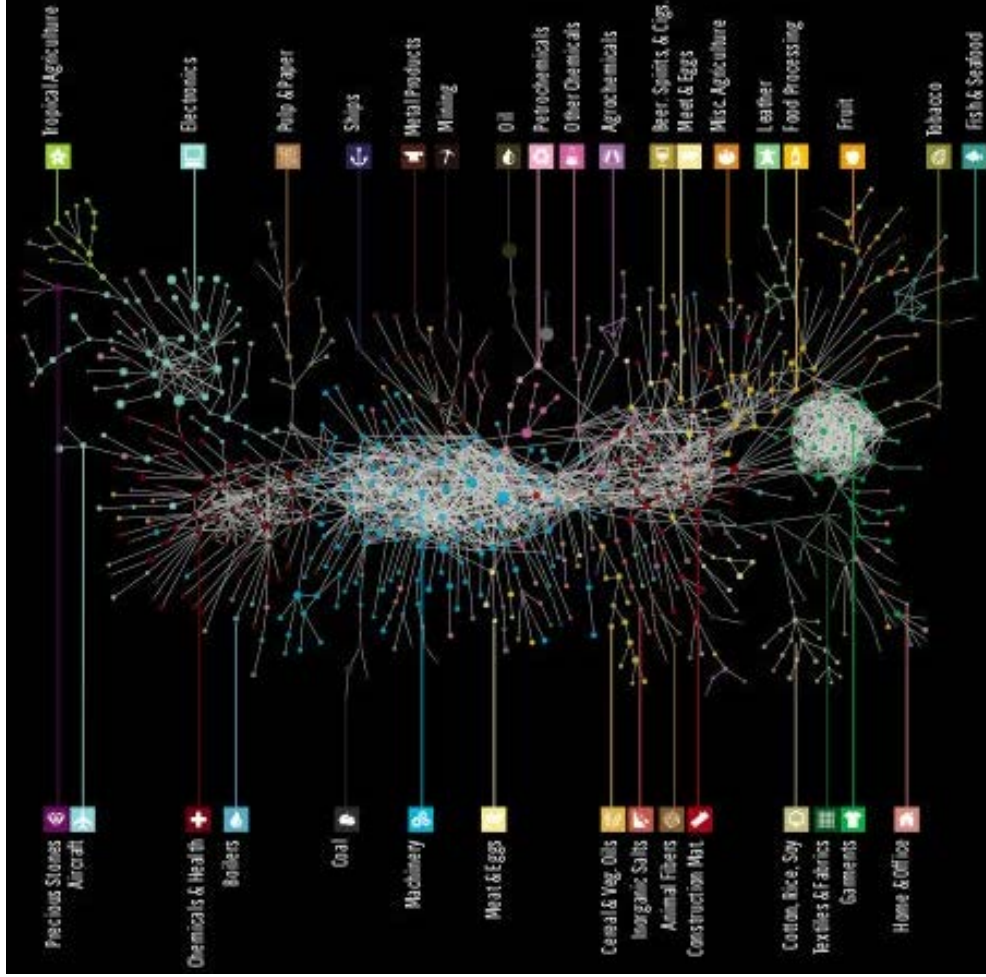 Tropical Agriculture
Electronics
Pulp & Paper
Ships
Metal Products
Mining
Oil
Petrochemicals
Other Chemicals
Agrochemicals
Beer, Spirits, & Cigs.
Meet & Eggs
Misc. Agriculture
Leather
Food Processing
Fruit
Tobacco
Fish & Seafood
Precious Stones
Aircraft
Chemicals & Health
Boilers
Coal
Machinery
Meat & Eggs
Cereal & Veg. Oils
Inorganic Salts
Animal Fibers
Construction Mat.
Cotton, Rice, Soy
Textiles & Fabrics
Garments
Home & Office